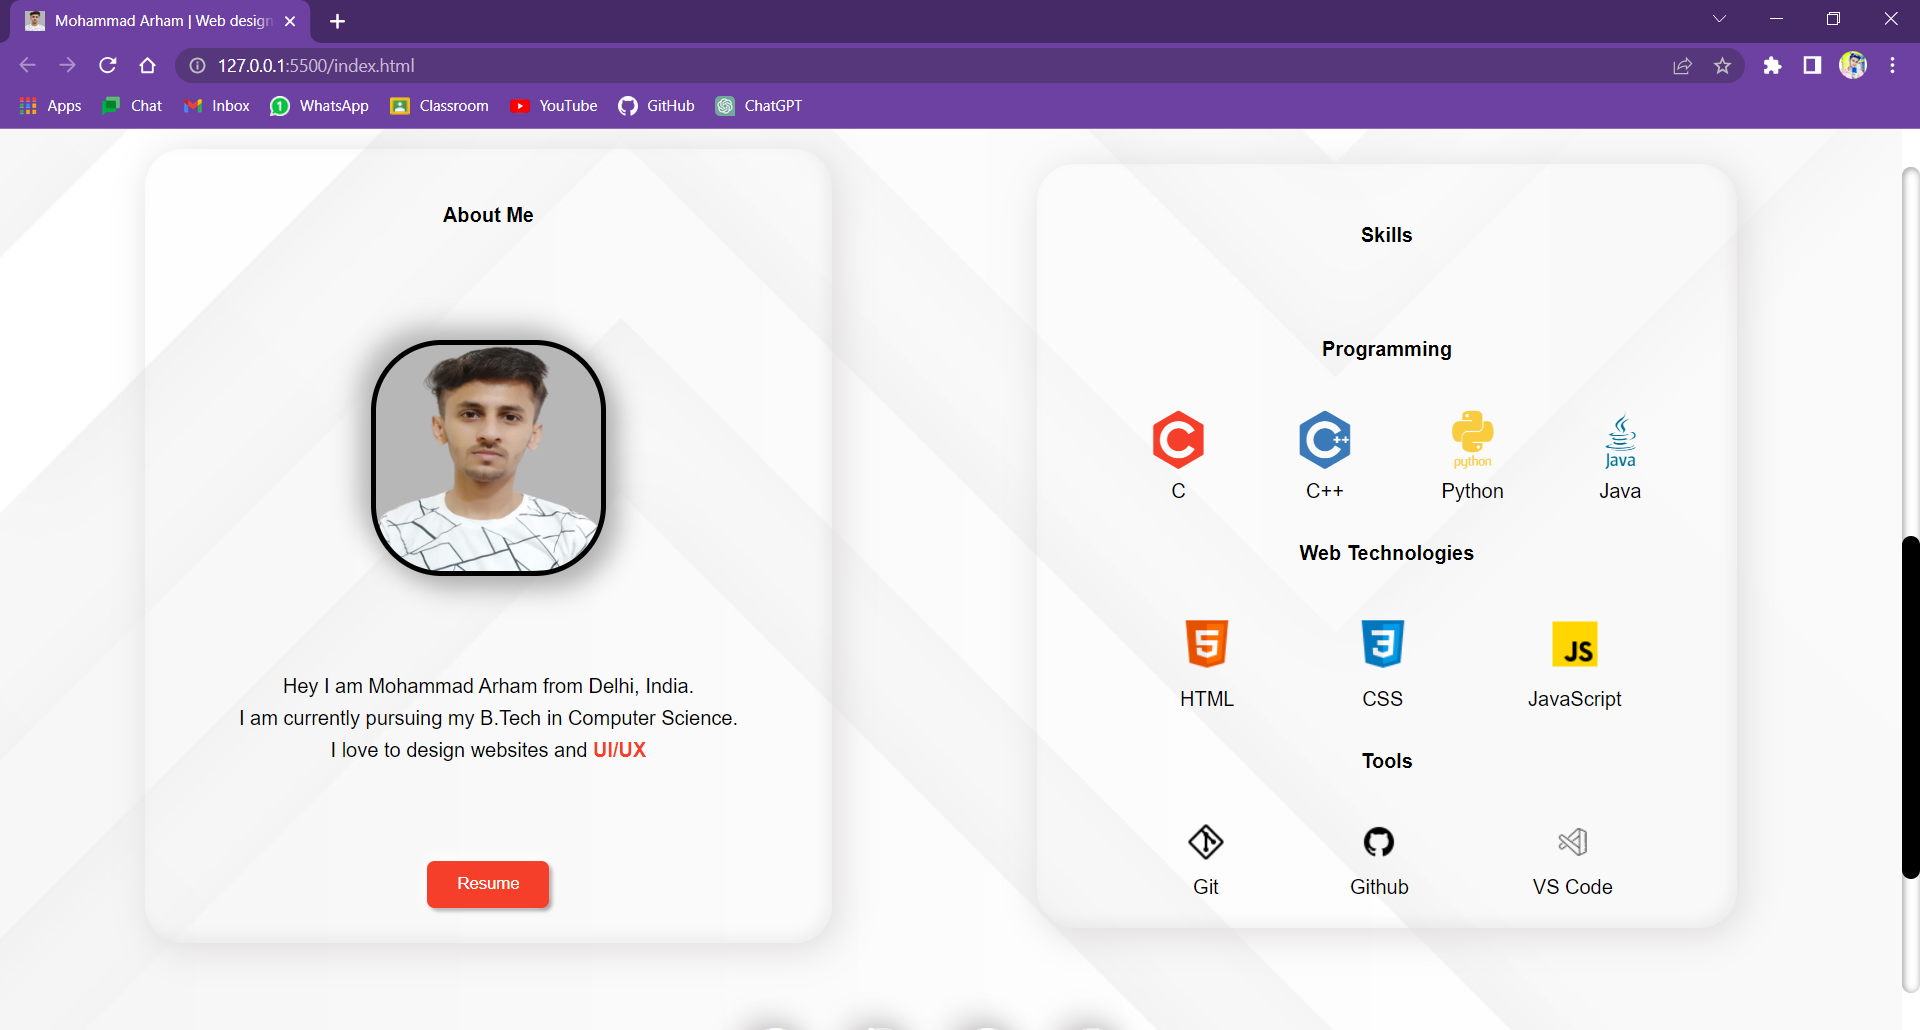 Mohammad Arham | Web design
127.0.0.1:5500/index.html
Apps Chat Inbox 1 WhatsApp Classroom YouTube GitHub ChatGPT
About Me
Hey I am Mohammad Arham from Delhi, India.
I am currently pursuing my B.Tech in Computer Science.
I love to design websites and UI/UX
Resume
Skills
Programming
C C++ python Java
C C++ Python Java
Web Technologies
5 3 JS
HTML CSS JavaScript
Tools
Git Github VS Code